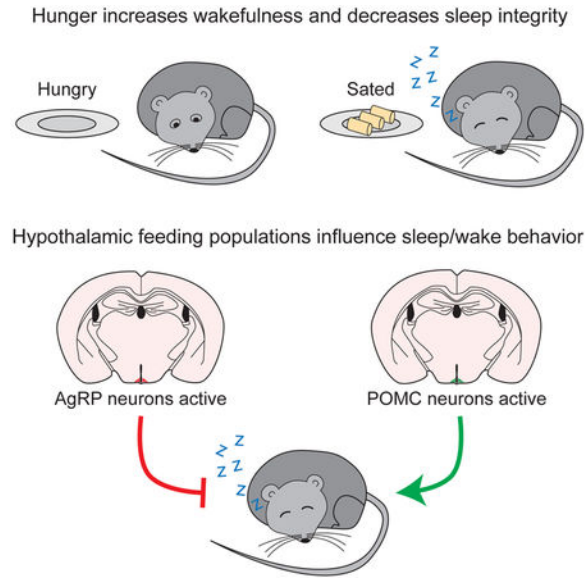 Hunger increases wakefulness and decreases sleep integrity
Hungry
Sated
z
z
z
z
z
z
z
Hypothalamic feeding populations influence sleep/wake behavior
AgRP neurons active
POMC neurons active
z
z
z
z
z
z